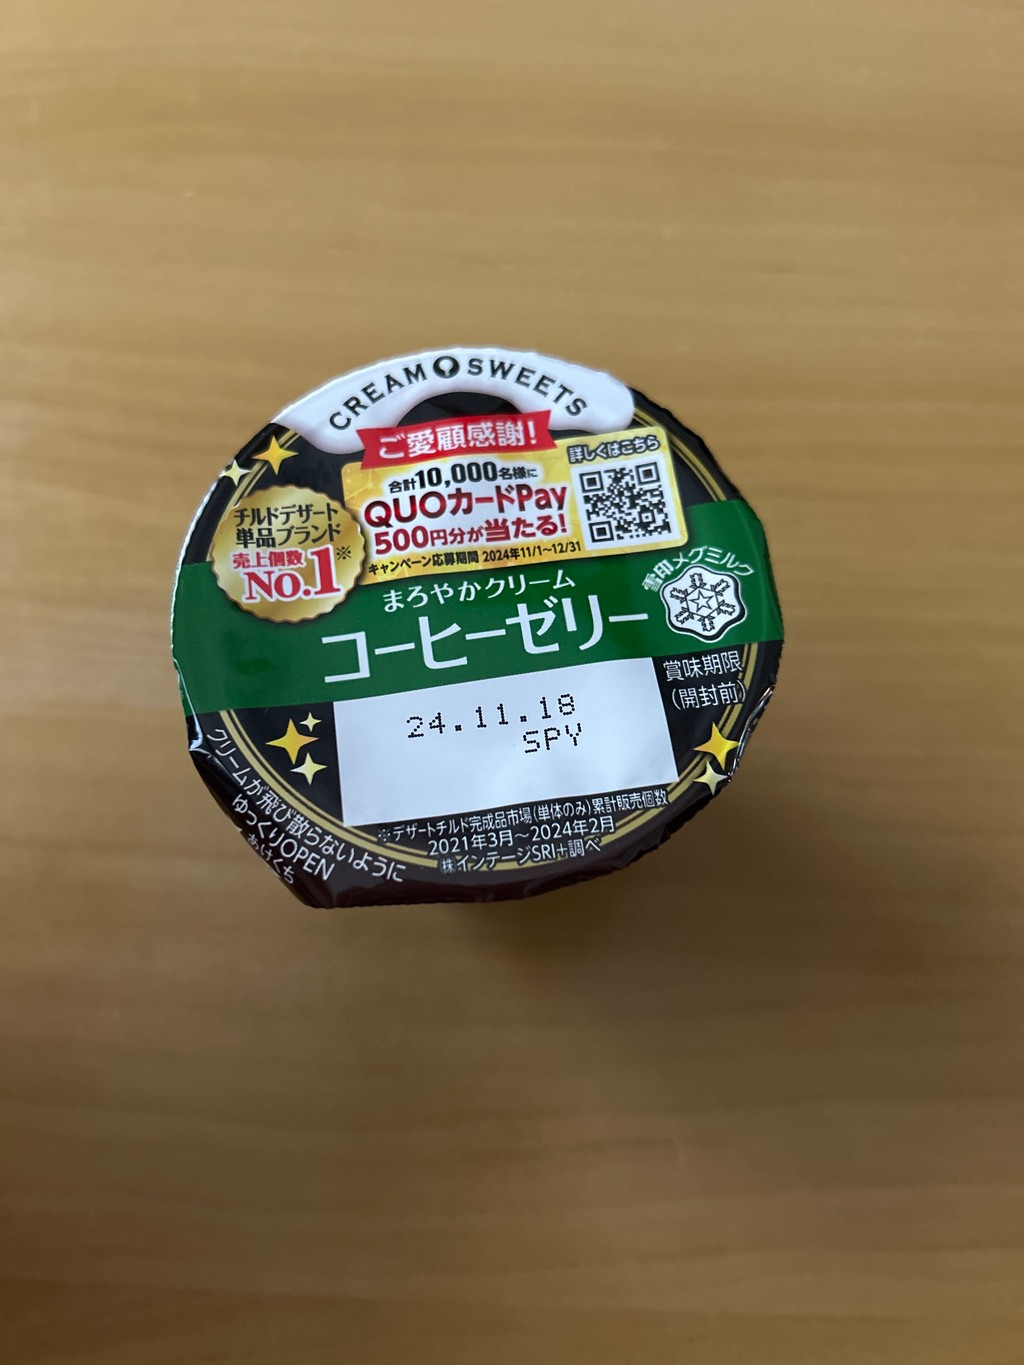 CREAM SWEETS
ご愛顧感謝!
合計10,000名様に
QUOカードPay
500円分が当たる!
キャンペーン応募期間 2024年11/1~12/31
詳しくはこちら
チルドデザート
単品ブランド
売上個数※
No.1
まろやかクリーム
コーヒーゼリー
雪印メグミルク
賞味期限
(開封前)
24.11.18
SPY
※デザートチルド完成品市場(単体のみ)累計販売個数
2021年3月~2024年2月
㈱インテージSRI+調べ
クリームが飛び散らないように
ゆっくりOPEN
あけくち